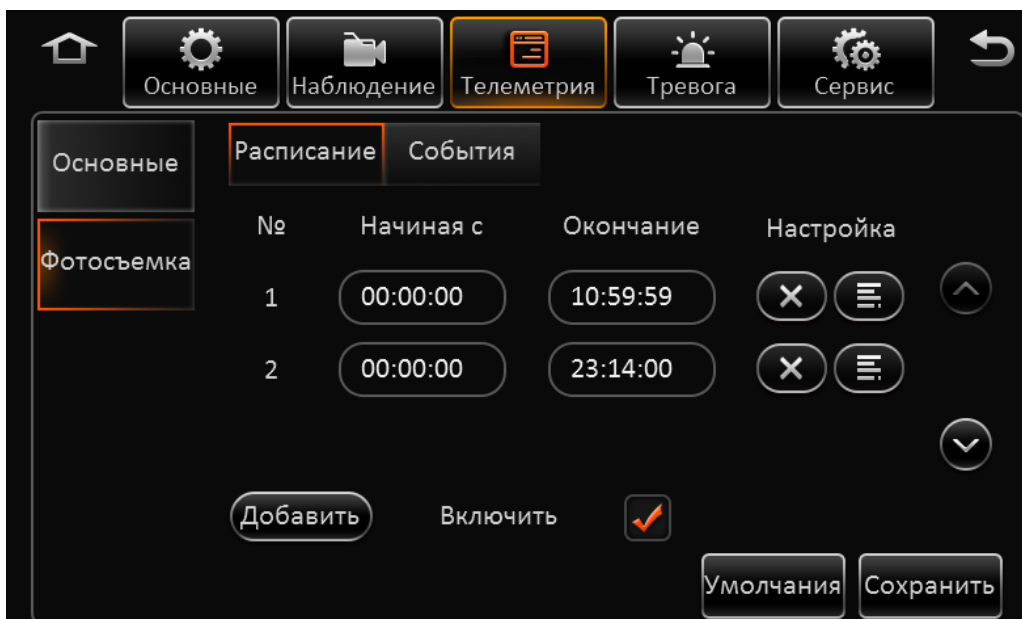 Основные Наблюдение Телеметрия Тревога Сервис
Основные Расписание События
Фотосъемка
№ Начиная с Окончание Настройка
1 00:00:00 10:59:59
2 00:00:00 23:14:00
Добавить Включить
Умолчания Сохранить